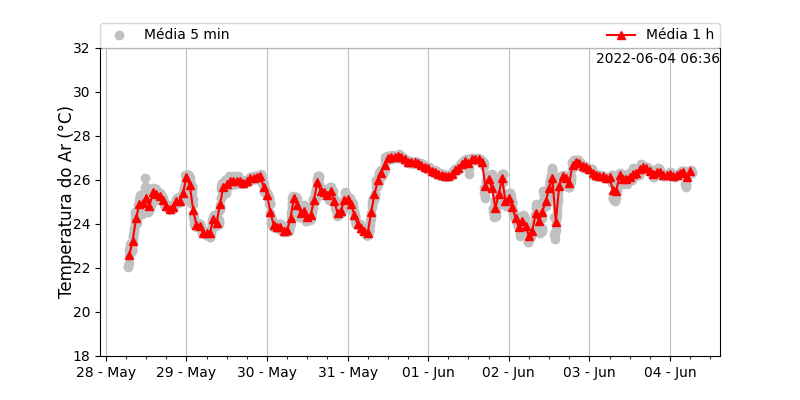 Média 5 min
Média 1 h
2022-06-04 06:36
Temperatura do Ar (°C)
32
30
28
26
24
22
20
18
28 - May
29 - May
30 - May
31 - May
01 - Jun
02 - Jun
03 - Jun
04 - Jun